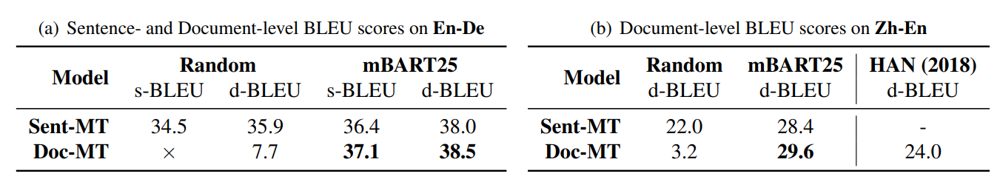 (a) Sentence- and Document-level BLEU scores on En-De
Model Random mBART25
s-BLEU d-BLEU s-BLEU d-BLEU
Sent-MT 34.5 35.9 36.4 38.0
Doc-MT × 7.7 37.1 38.5
(b) Document-level BLEU scores on Zh-En
Model Random mBART25 HAN (2018)
d-BLEU d-BLEU d-BLEU
Sent-MT 22.0 28.4 -
Doc-MT 3.2 29.6 24.0